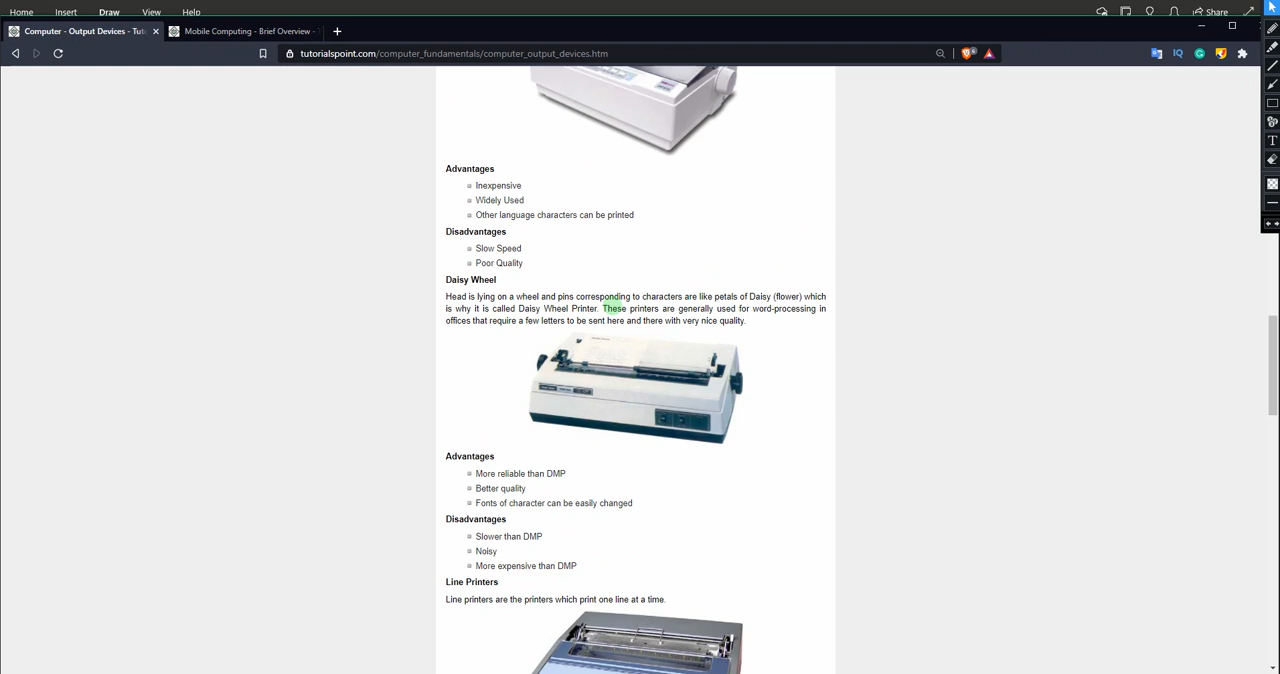 Home Insert Draw View Help Share
Computer - Output Devices - Tut Mobile Computing - Brief Overview -
tutorialspoint.com/computer_fundamentals/computer_output_devices.htm
Advantages
Inexpensive
Widely Used
Other language characters can be printed
Disadvantages
Slow Speed
Poor Quality
Daisy Wheel
Head is lying on a wheel and pins corresponding to characters are like petals of Daisy (flower) which
is why it is called Daisy Wheel Printer. These printers are generally used for word-processing in
offices that require a few letters to be sent here and there with very nice quality.
Advantages
More reliable than DMP
Better quality
Fonts of character can be easily changed
Disadvantages
Slower than DMP
Noisy
More expensive than DMP
Line Printers
Line printers are the printers which print one line at a time.